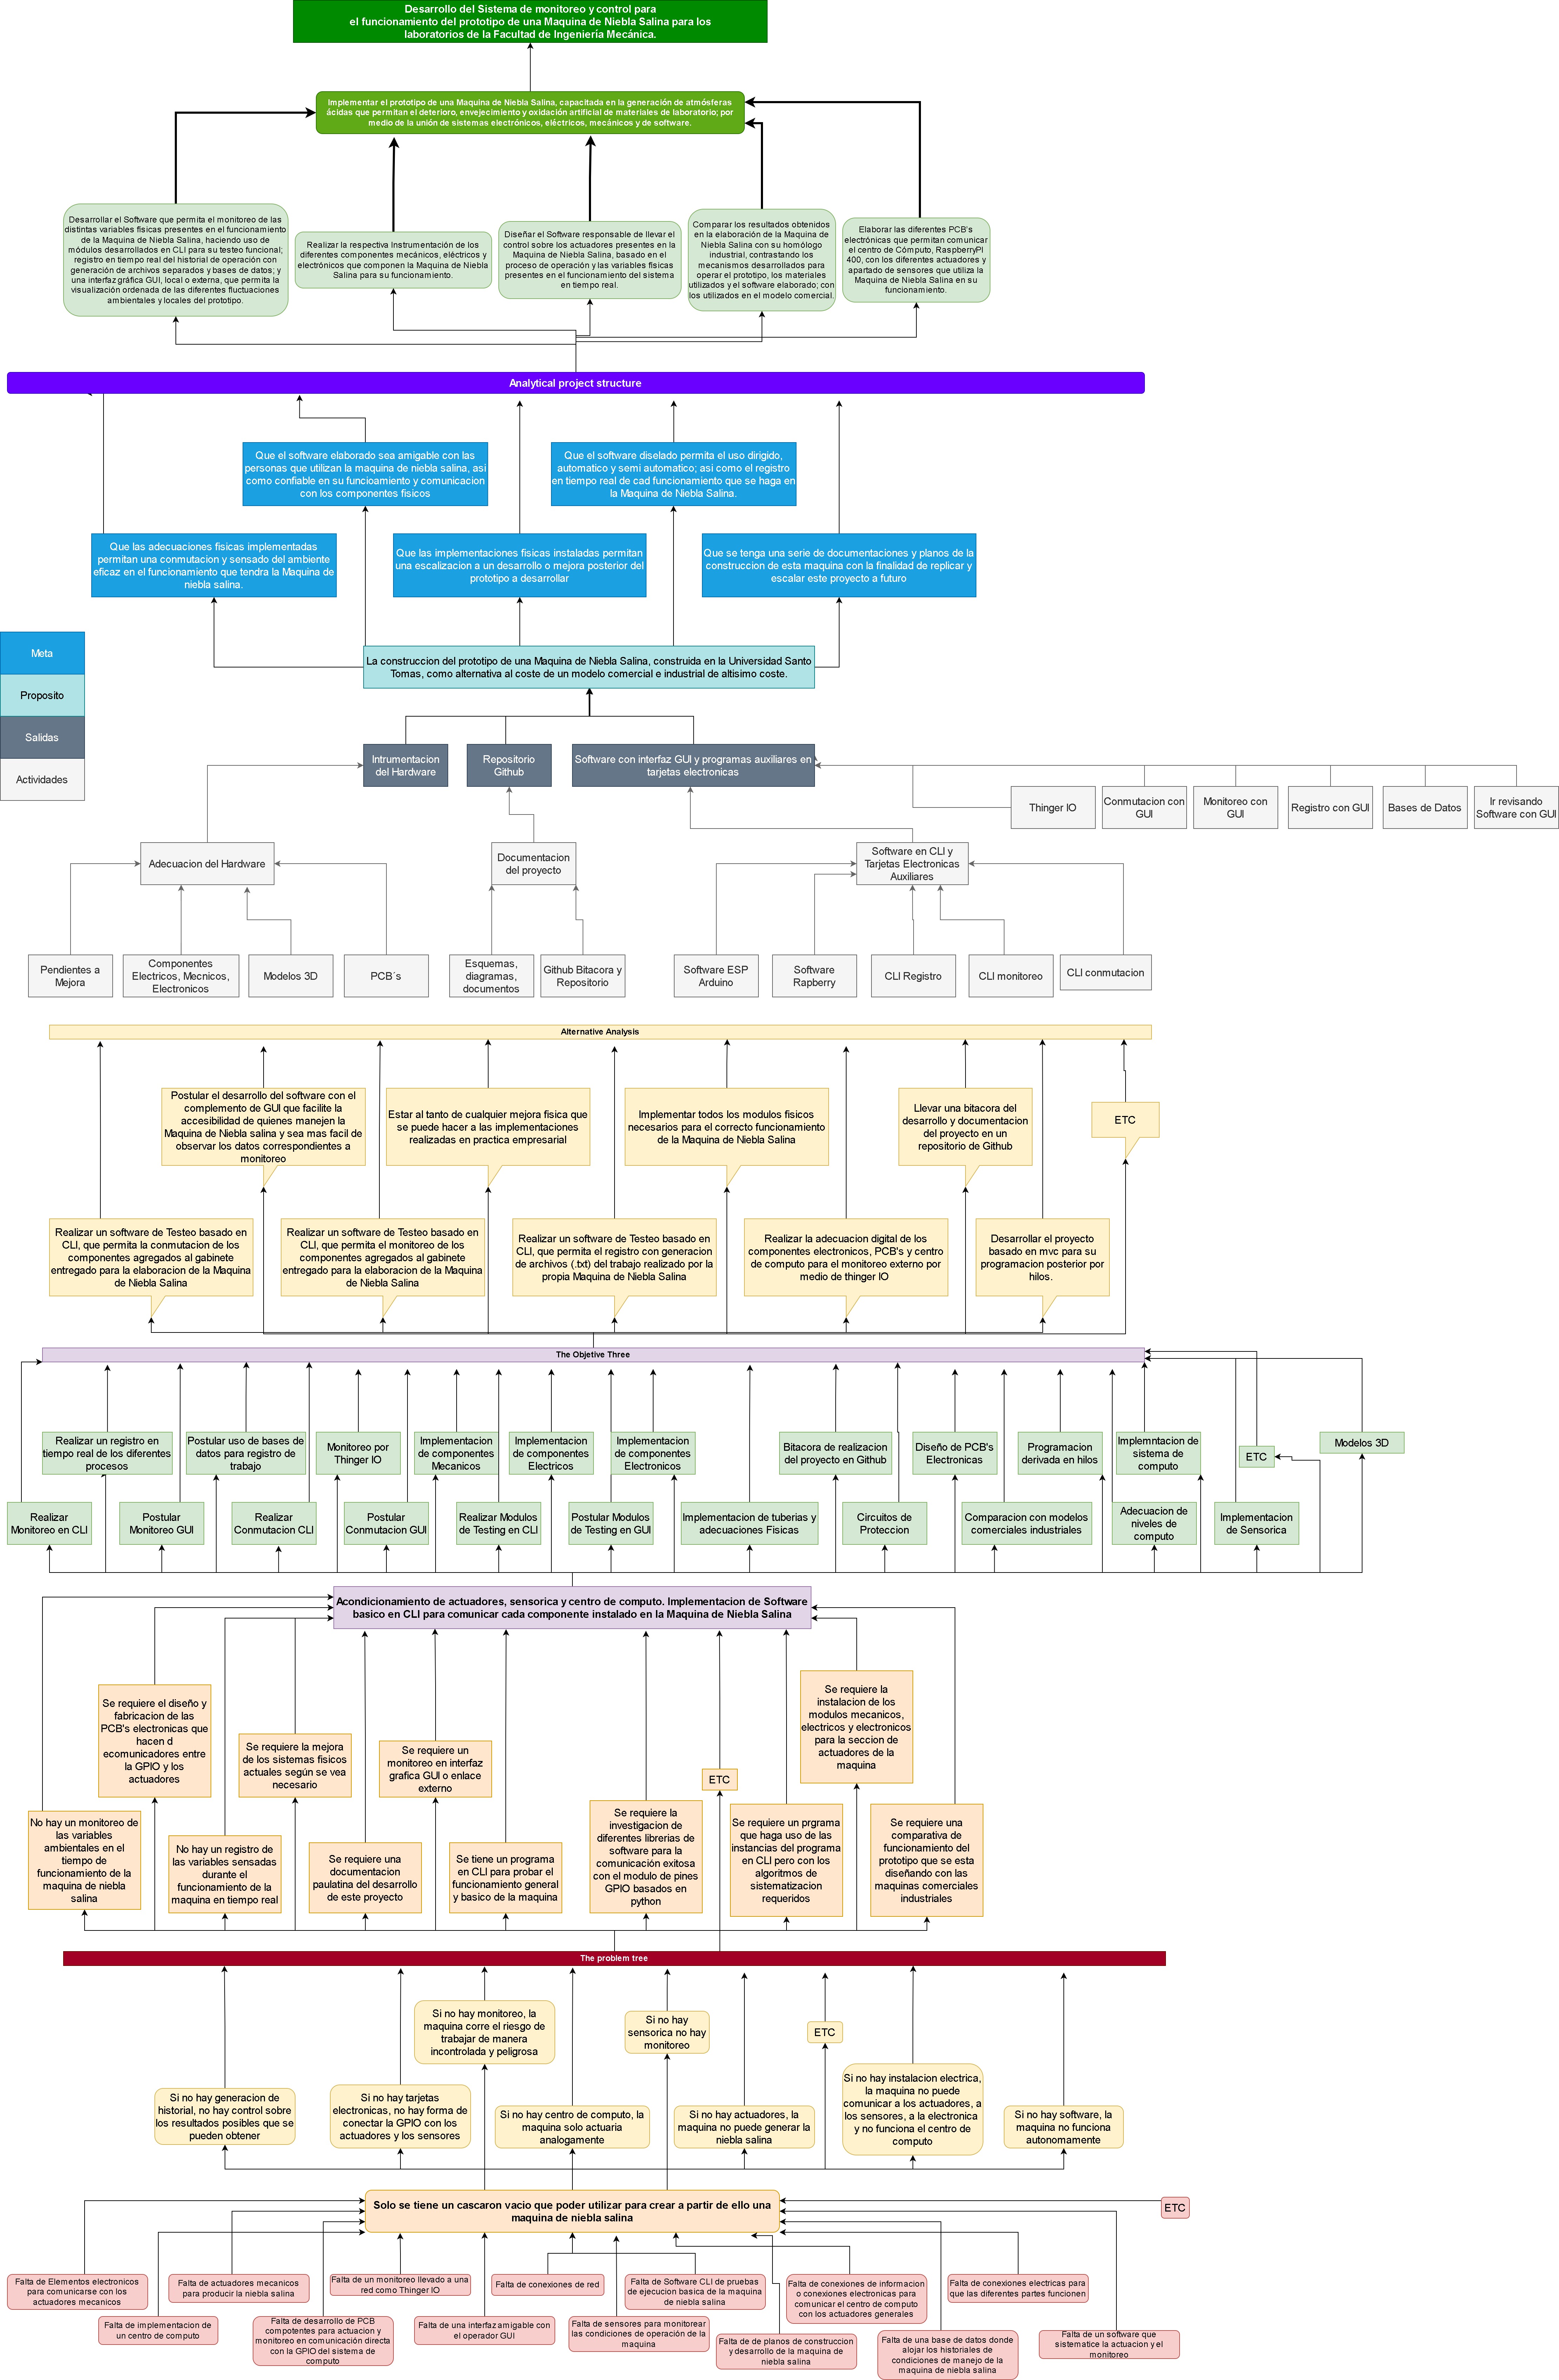 Desarrollo del Sistema de monitoreo y control para
el funcionamiento del prototipo de una Maquina de Niebla Salina para los
laboratorios de la Facultad de Ingeniería Mecánica.
Implementar el prototipo de una Maquina de Niebla Salina, capacitada en la generación de atmósferas
ácidas que permitan el deterioro, envejecimiento y oxidación artificial de materiales de laboratorio; por
medio de la unión de sistemas electrónicos, eléctricos, mecánicos y de software.
Desarrollar el Software que permita el monitoreo de las
distintas variables físicas presentes en el funcionamiento
de la Maquina de Niebla Salina, haciendo uso de
módulos desarrollados en CLI para su testeo funcional;
registro en tiempo real del historial de operación con
generación de archivos separados y bases de datos; y
una interfaz gráfica GUI, local o externa, que permita la
visualización ordenada de las diferentes fluctuaciones
ambientales y locales del prototipo.
Realizar la respectiva Instrumentación de los
diferentes componentes mecánicos, eléctricos y
electrónicos que componen la Maquina de Niebla
Salina para su funcionamiento.
Diseñar el Software responsable de llevar el
control sobre los actuadores presentes en la
Maquina de Niebla Salina, basado en el
proceso de operación y las variables físicas
presentes en el funcionamiento del sistema
en tiempo real.
Comparar los resultados obtenidos
en la elaboración de la Maquina de
Niebla Salina con su homólogo
industrial, contrastando los
mecanismos desarrollados para
operar el prototipo, los materiales
utilizados y el software elaborado; con
los utilizados en el modelo comercial.
Elaborar las diferentes PCB's
electrónicas que permitan comunicar
el centro de Cómputo, RaspberryPI
400, con los diferentes actuadores y
apartado de sensores que utiliza la
Maquina de Niebla Salina en su
funcionamiento.
Analytical project structure
Que el software elaborado sea amigable con las
personas que utilizan la maquina de niebla salina, asi
como confiable en su funcioamiento y comunicacion
con los componentes fisicos
Que el software diselado permita el uso dirigido,
automatico y semi automatico; asi como el registro
en tiempo real de cad funcionamiento que se haga en
la Maquina de Niebla Salina.
Que las adecuaciones fisicas implementadas
permitan una conmutacion y sensado del ambiente
eficaz en el funcionamiento que tendra la Maquina de
niebla salina.
Que las implementaciones fisicas instaladas permitan
una escalizacion a un desarrollo o mejora posterior del
prototipo a desarrollar
Que se tenga una serie de documentaciones y planos de la
construccion de esta maquina con la finalidad de replicar y
escalar este proyecto a futuro
Meta
Proposito
Salidas
Actividades
La construccion del prototipo de una Maquina de Niebla Salina, construida en la Universidad Santo
Tomas, como alternativa al coste de un modelo comercial e industrial de altisimo coste.
Intrumentacion
del Hardware
Repositorio
Github
Software con interfaz GUI y programas auxiliares en
tarjetas electronicas
Thinger IO
Conmutacion con
GUI
Monitoreo con
GUI
Registro con GUI
Bases de Datos
Ir revisando
Software con GUI
Adecuacion del Hardware
Documentacion
del proyecto
Software en CLI y
Tarjetas Electronicas
Auxiliares
Pendientes a
Mejora
Componentes
Electricos, Mecnicos,
Electronicos
Modelos 3D
PCB´s
Esquemas,
diagramas,
documentos
Github Bitacora y
Repositorio
Software ESP
Arduino
Software
Rapberry
CLI Registro
CLI monitoreo
CLI conmutacion
Alternative Analysis
Postular el desarrollo del software con el
complemento de GUI que facilite la
accesibilidad de quienes manejen la
Maquina de Niebla salina y sea mas facil de
observar los datos correspondientes a
monitoreo
Estar al tanto de cualquier mejora fisica que
se puede hacer a las implementaciones
realizadas en practica empresarial
Implementar todos los modulos fisicos
necesarios para el correcto funcionamiento
de la Maquina de Niebla Salina
Llevar una bitacora del
desarrollo y documentacion
del proyecto en un
repositorio de Github
ETC
Realizar un software de Testeo basado en
CLI, que permita la conmutacion de los
componentes agregados al gabinete
entregado para la elaboracion de la Maquina
de Niebla Salina
Realizar un software de Testeo basado en
CLI, que permita el monitoreo de los
componentes agregados al gabinete
entregado para la elaboracion de la Maquina
de Niebla Salina
Realizar un software de Testeo basado en
CLI, que permita el registro con generacion
de archivos (.txt) del trabajo realizado por la
propia Maquina de Niebla Salina
Realizar la adecuacion digital de los
componentes electronicos, PCB's y centro
de computo para el monitoreo externo por
medio de thinger IO
Desarrollar el proyecto
basado en mvc para su
programacion posterior por
hilos.
The Objetive Three
Realizar un registro en
tiempo real de los diferentes
procesos
Postular uso de bases de
datos para registro de
trabajo
Monitoreo por
Thinger IO
Implementacion
de componentes
Mecanicos
Implementacion
de componentes
Electricos
Implementacion
de componentes
Electronicos
Bitacora de realizacion
del proyecto en Github
Diseño de PCB's
Electronicas
Programacion
derivada en hilos
Implemntacion de
sistema de
computo
ETC
Modelos 3D
Realizar
Monitoreo en CLI
Postular
Monitoreo GUI
Realizar
Conmutacion CLI
Postular
Conmutacion GUI
Realizar Modulos
de Testing en CLI
Postular Modulos
de Testing en GUI
Implementacion de tuberias y
adecuaciones Fisicas
Circuitos de
Proteccion
Comparacion con modelos
comerciales industriales
Adecuacion de
niveles de
computo
Implementacion
de Sensorica
Acondicionamiento de actuadores, sensorica y centro de computo. Implementacion de Software
basico en CLI para comunicar cada componente instalado en la Maquina de Niebla Salina
Se requiere el diseño y
fabricacion de las
PCB's electronicas que
hacen d
ecomunicadores entre
la GPIO y los
actuadores
Se requiere la mejora
de los sistemas fisicos
actuales según se vea
necesario
Se requiere un
monitoreo en interfaz
grafica GUI o enlace
externo
ETC
Se requiere la
instalacion de los
modulos mecanicos,
electricos y electronicos
para la seccion de
actuadores de la
maquina
No hay un monitoreo de
las variables
ambientales en el
tiempo de
funcionamiento de la
maquina de niebla
salina
No hay un registro de
las variables sensadas
durante el
funcionamiento de la
maquina en tiempo real
Se requiere una
documentacion
paulatina del desarrollo
de este proyecto
Se tiene un programa
en CLI para probar el
funcionamiento general
y basico de la maquina
Se requiere la
investigacion de
diferentes librerias de
software para la
comunicación exitosa
con el modulo de pines
GPIO basados en
python
Se requiere un prgrama
que haga uso de las
instancias del programa
en CLI pero con los
algoritmos de
sistematizacion
requeridos
Se requiere una
comparativa de
funcionamiento del
prototipo que se esta
diseñando con las
maquinas comerciales
industriales
The problem tree
Si no hay monitoreo, la
maquina corre el riesgo de
trabajar de manera
incontrolada y peligrosa
Si no hay
sensorica no hay
monitoreo
ETC
Si no hay generacion de
historial, no hay control sobre
los resultados posibles que se
pueden obtener
Si no hay tarjetas
electronicas, no hay forma de
conectar la GPIO con los
actuadores y los sensores
Si no hay centro de computo, la
maquina solo actuaria
analogamente
Si no hay actuadores, la
maquina no puede generar la
niebla salina
Si no hay instalacion electrica,
la maquina no puede
comunicar a los actuadores, a
los sensores, a la electronica
y no funciona el centro de
computo
Si no hay software, la
maquina no funciona
autonomamente
Solo se tiene un cascaron vacio que poder utilizar para crear a partir de ello una
maquina de niebla salina
ETC
Falta de Elementos electronicos
para comunicarse con los
actuadores mecanicos
Falta de actuadores mecanicos
para producir la niebla salina
Falta de un monitoreo llevado a una
red como Thinger IO
Falta de conexiones de red
Falta de Software CLI de pruebas
de ejecucion basica de la maquina
de niebla salina
Falta de conexiones de informacion
o conexiones electronicas para
comunicar el centro de computo
con los actuadores generales
Falta de conexiones electricas para
que las diferentes partes funcionen
Falta de implementacion de
un centro de computo
Falta de desarrollo de PCB
compotentes para actuacion y
monitoreo en comunicación directa
con la GPIO del sistema de
computo
Falta de una interfaz amigable con
el operador GUI
Falta de sensores para monitorear
las condiciones de operación de la
maquina
Falta de de planos de construccion
y desarrollo de la maquina de
niebla salina
Falta de una base de datos donde
alojar los historiales de
condiciones de manejo de la
maquina de niebla salina
Falta de un software que
sistematice la actuacion y el
monitoreo